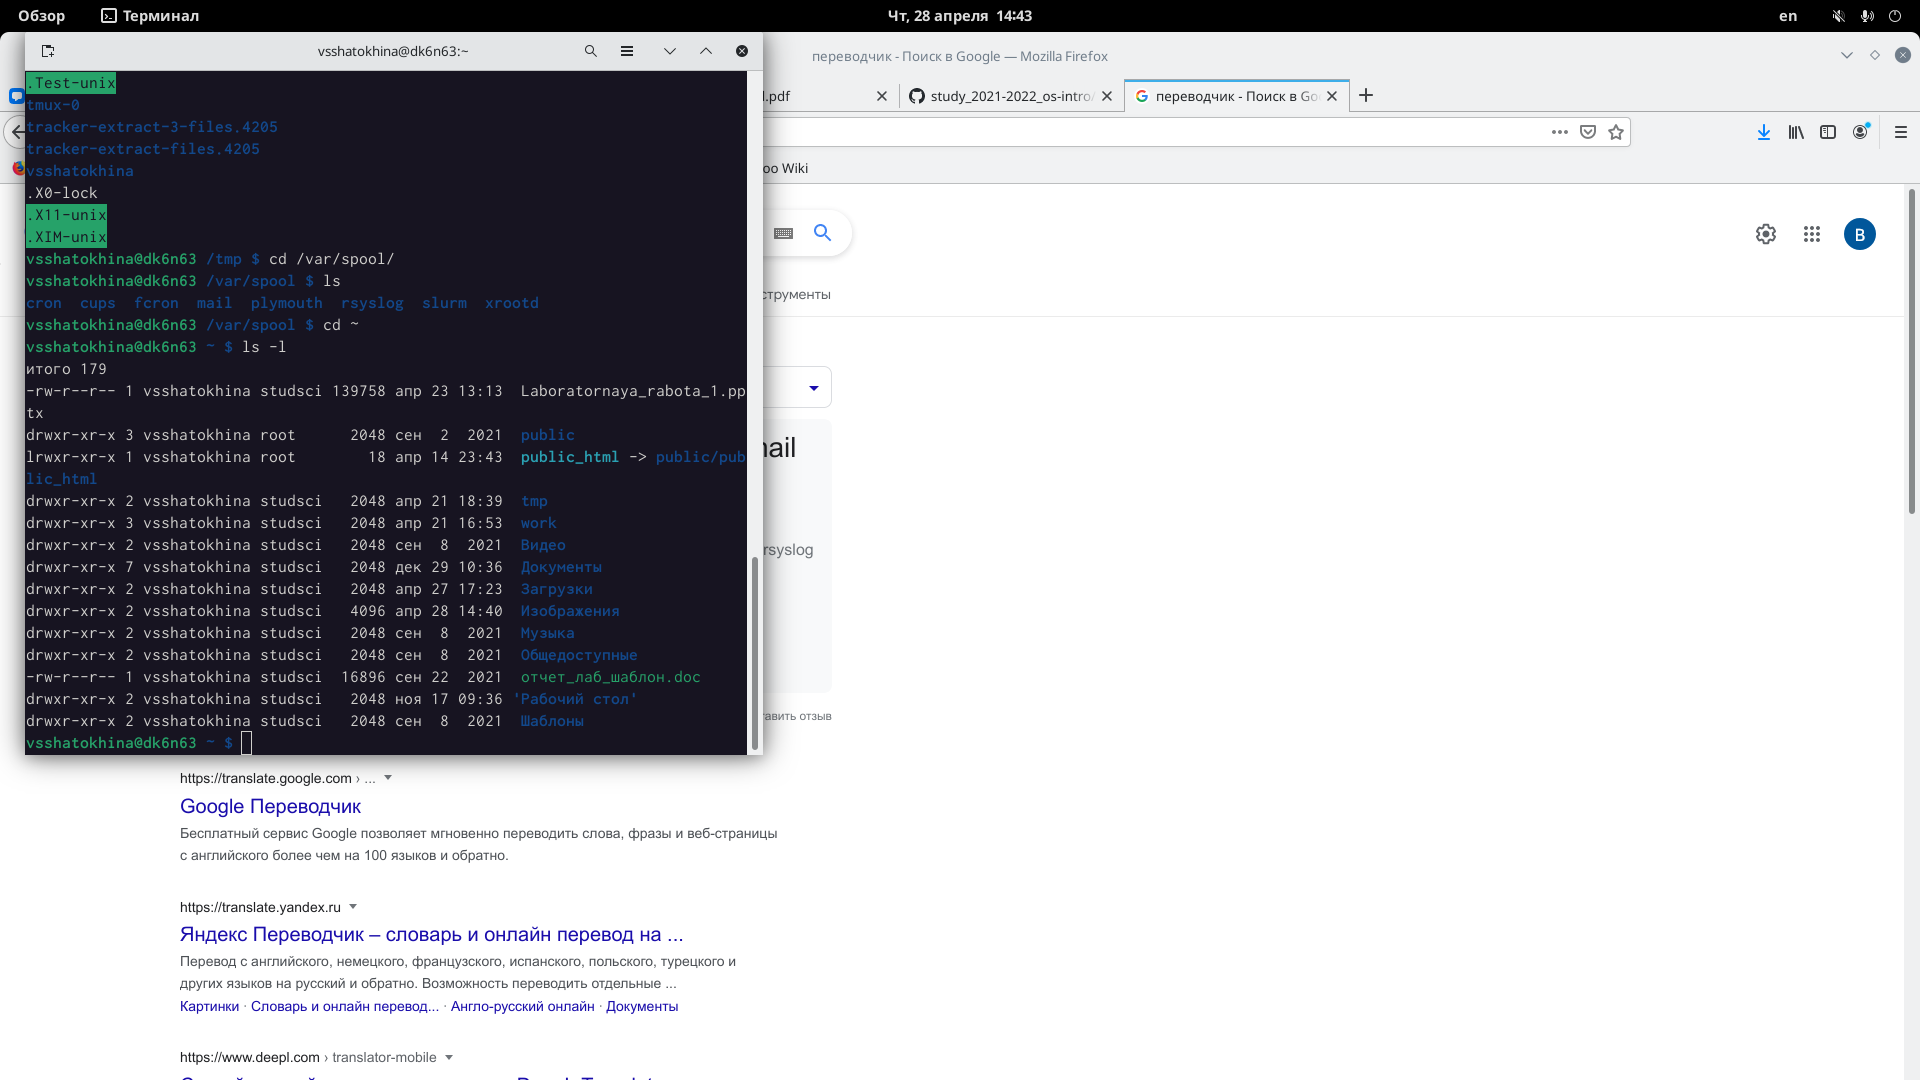 Обзор
Терминал
Чт, 28 апреля 14:43
en
vsshatokhina@dk6n63:~
переводчик - Поиск в Google — Mozilla Firefox
l.pdf
study_2021-2022_os-intro/
переводчик - Поиск в Go
oo Wiki
.Test-unix
tmux-0
tracker-extract-3-files.4205
tracker-extract-files.4205
vsshatokhina
.X0-lock
.X11-unix
.XIM-unix
vsshatokhina@dk6n63 /tmp $ cd /var/spool/
vsshatokhina@dk6n63 /var/spool $ ls
cron  cups  fcron  mail  plymouth  rsyslog  slurm  xrootd
vsshatokhina@dk6n63 /var/spool $ cd ~
vsshatokhina@dk6n63 ~ $ ls -l
итого 179
-rw-r--r-- 1 vsshatokhina studsci 139758 апр 23 13:13  Laboratornaya_rabota_1.pp
tx
drwxr-xr-x 3 vsshatokhina root      2048 сен  2  2021  public
lrwxr-xr-x 1 vsshatokhina root        18 апр 14 23:43  public_html -> public/pub
lic_html
drwxr-xr-x 2 vsshatokhina studsci   2048 апр 21 18:39  tmp
drwxr-xr-x 3 vsshatokhina studsci   2048 апр 21 16:53  work
drwxr-xr-x 2 vsshatokhina studsci   2048 сен  8  2021  Видео
drwxr-xr-x 7 vsshatokhina studsci   2048 дек 29 10:36  Документы
drwxr-xr-x 2 vsshatokhina studsci   2048 апр 27 17:23  Загрузки
drwxr-xr-x 2 vsshatokhina studsci   4096 апр 28 14:40  Изображения
drwxr-xr-x 2 vsshatokhina studsci   2048 сен  8  2021  Музыка
drwxr-xr-x 2 vsshatokhina studsci   2048 сен  8  2021  Общедоступные
-rw-r--r-- 1 vsshatokhina studsci  16896 сен 22  2021  отчет_лаб_шаблон.doc
drwxr-xr-x 2 vsshatokhina studsci   2048 ноя 17 09:36 'Рабочий стол'
drwxr-xr-x 2 vsshatokhina studsci   2048 сен  8  2021  Шаблоны
vsshatokhina@dk6n63 ~ $
В
струменты
nail
rsyslog
тавить отзыв
https://translate.google.com › ...
Google Переводчик
Бесплатный сервис Google позволяет мгновенно переводить слова, фразы и веб-страницы
с английского более чем на 100 языков и обратно.
https://translate.yandex.ru
Яндекс Переводчик – словарь и онлайн перевод на ...
Перевод с английского, немецкого, французского, испанского, польского, турецкого и
других языков на русский и обратно. Возможность переводить отдельные ...
Картинки · Словарь и онлайн перевод... · Англо-русский онлайн · Документы
https://www.deepl.com › translator-mobile